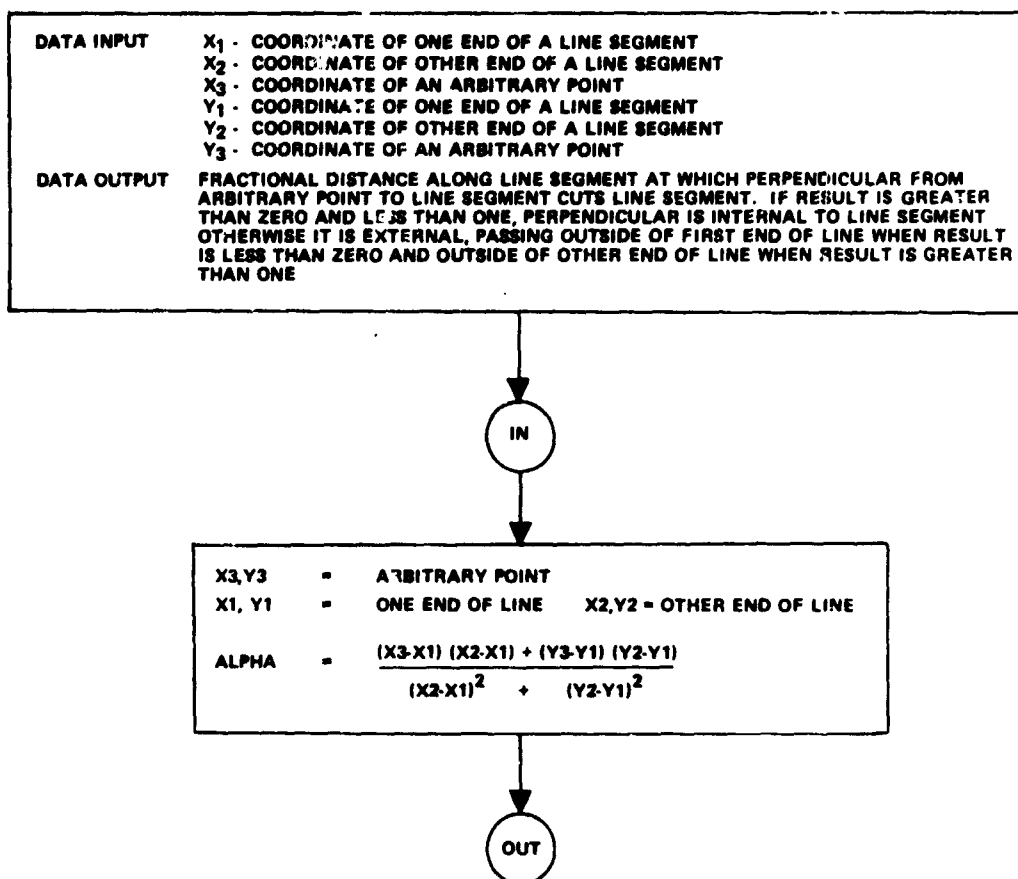 DATA INPUT X₁ - COORDINATE OF ONE END OF A LINE SEGMENT
X₂ - COORDINATE OF OTHER END OF A LINE SEGMENT
X₃ - COORDINATE OF AN ARBITRARY POINT
Y₁ - COORDINATE OF ONE END OF A LINE SEGMENT
Y₂ - COORDINATE OF OTHER END OF A LINE SEGMENT
Y₃ - COORDINATE OF AN ARBITRARY POINT
DATA OUTPUT FRACTIONAL DISTANCE ALONG LINE SEGMENT AT WHICH PERPENDICULAR FROM
ARBITRARY POINT TO LINE SEGMENT CUTS LINE SEGMENT. IF RESULT IS GREATER
THAN ZERO AND LESS THAN ONE, PERPENDICULAR IS INTERNAL TO LINE SEGMENT
OTHERWISE IT IS EXTERNAL, PASSING OUTSIDE OF FIRST END OF LINE WHEN RESULT
IS LESS THAN ZERO AND OUTSIDE OF OTHER END OF LINE WHEN RESULT IS GREATER
THAN ONE
IN
X3,Y3 = ARBITRARY POINT
X1, Y1 = ONE END OF LINE X2,Y2 = OTHER END OF LINE
ALPHA = (X3-X1) (X2-X1) + (Y3-Y1) (Y2-Y1)
(X2-X1)² + (Y2-Y1)²
OUT